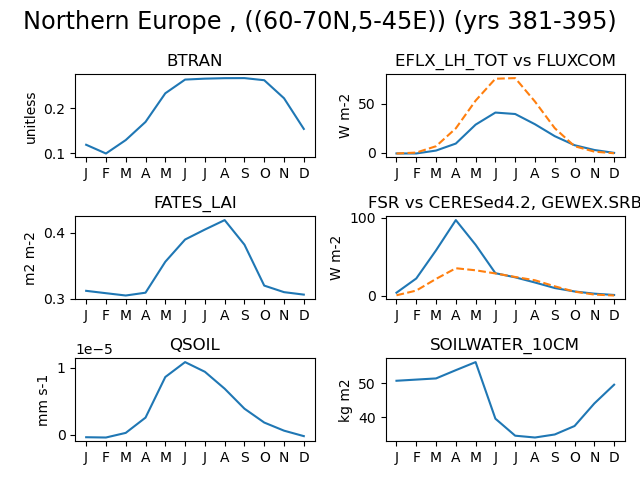 Northern Europe , ((60-70N,5-45E)) (yrs 381-395)
BTRAN
unitless
0.2
0.1
J F M A M J J A S O N D
EFLX_LH_TOT vs FLUXCOM
W m-2
50
0
J F M A M J J A S O N D
FATES_LAI
m2 m-2
0.4
0.3
J F M A M J J A S O N D
FSR vs CERESed4.2, GEWEX.SRB
W m-2
100
0
J F M A M J J A S O N D
QSOIL
1e−5
mm s-1
1
0
J F M A M J J A S O N D
SOILWATER_10CM
kg m2
50
40
J F M A M J J A S O N D